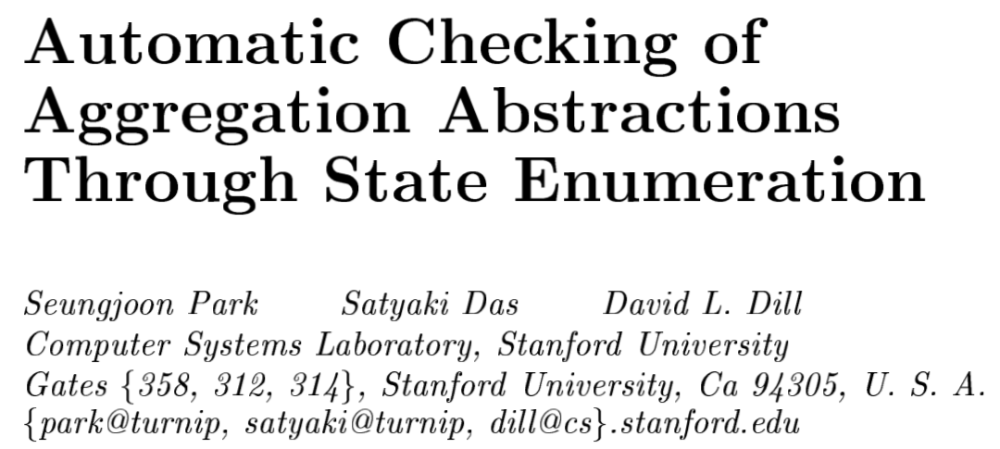 Automatic Checking of
Aggregation Abstractions
Through State Enumeration
Seungjoon Park Satyaki Das David L. Dill
Computer Systems Laboratory, Stanford University
Gates {358, 312, 314}, Stanford University, Ca 94305, U. S. A.
{park@turnip, satyaki@turnip, dill@cs}.stanford.edu